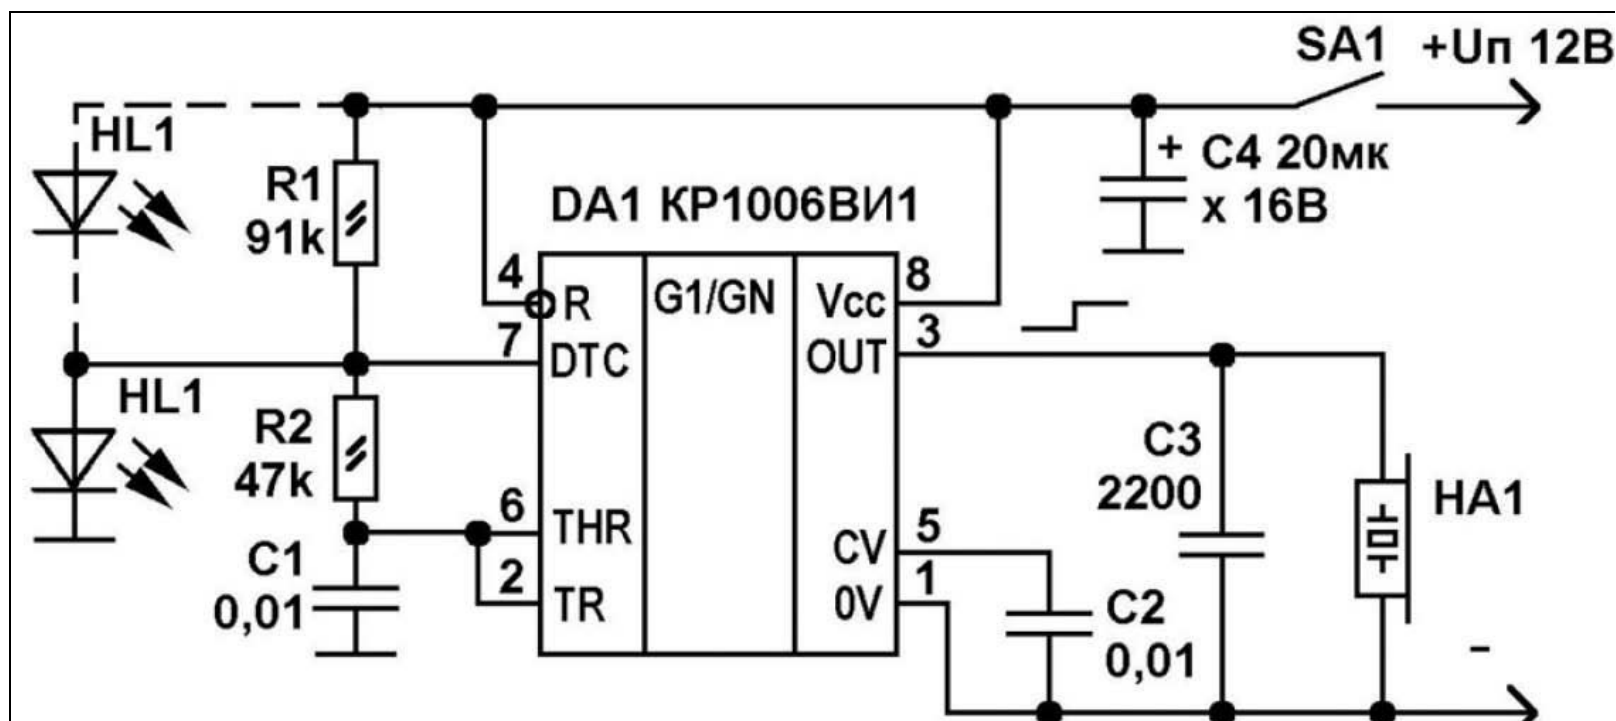 SA1 +Uп 12В
HL1
+ C4 20мк
х 16В
R1
91k
DA1 КР1006ВИ1
4
R
G1/GN
Vcc
8
7
DTC
OUT
3
HL1
R2
47k
C3
2200
6
THR
HA1
CV
5
C1
0,01
2
TR
0V
1
C2
0,01
-